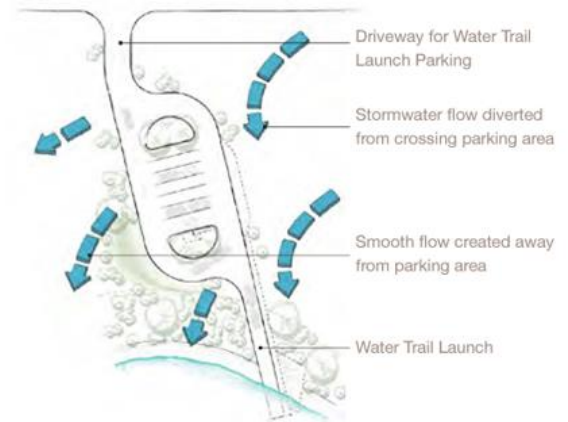 Driveway for Water Trail
Launch Parking
Stormwater flow diverted
from crossing parking area
Smooth flow created away
from parking area
Water Trail Launch